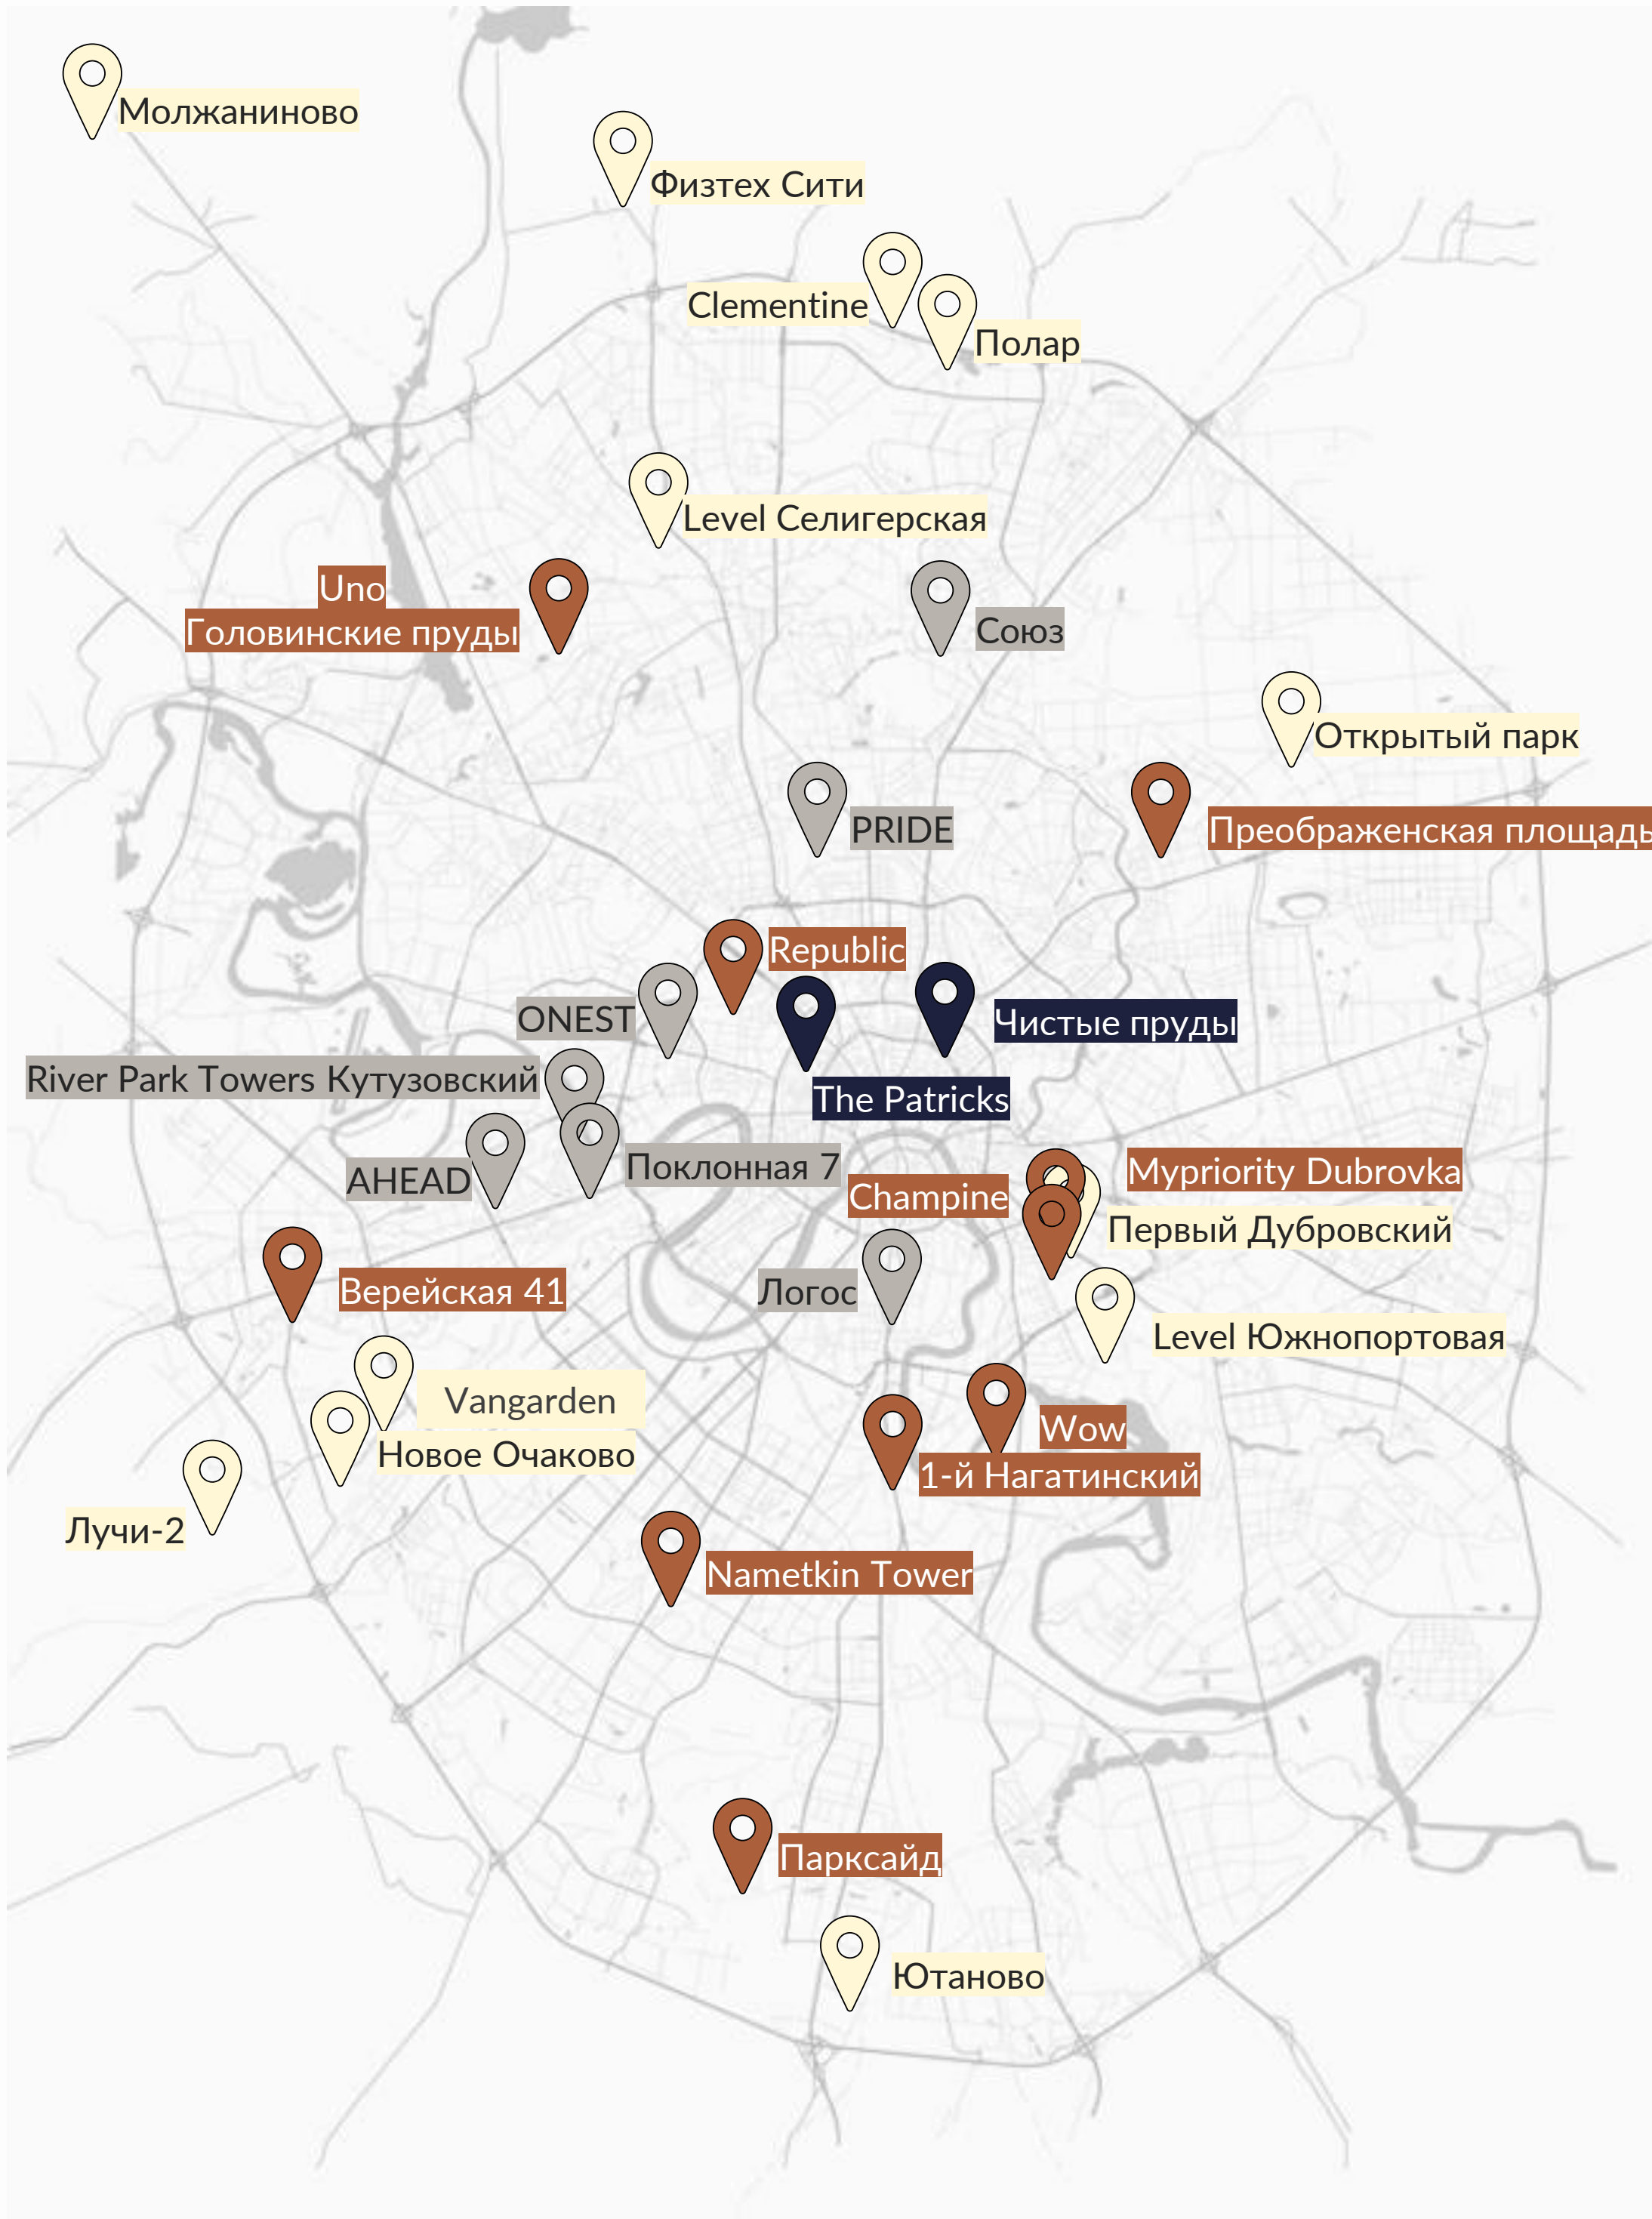 Молжаниново
Физтех Сити
Clementine
Полар
Level Селигерская
Uno
Головинские пруды
Союз
Открытый парк
PRIDE
Преображенская площадь
Republic
ONEST
Чистые пруды
River Park Towers Кутузовский
The Patricks
Поклонная 7
AHEAD
Mypriority Dubrovka
Champine
Первый Дубровский
Верейская 41
Логос
Level Южнопортовая
Vangarden
Wow
Новое Очаково
1-й Нагатинский
Лучи-2
Nametkin Tower
Парксайд
Ютаново